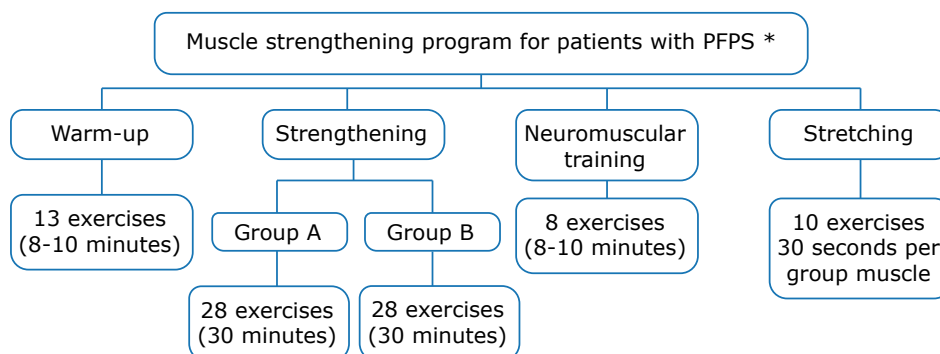 Muscle strengthening program for patients with PFPS *
Warm-up
Strengthening
Neuromuscular
training
Stretching
13 exercises
(8-10 minutes)
Group A
Group B
8 exercises
(8-10 minutes)
10 exercises
30 seconds per
group muscle
28 exercises
(30 minutes)
28 exercises
(30 minutes)